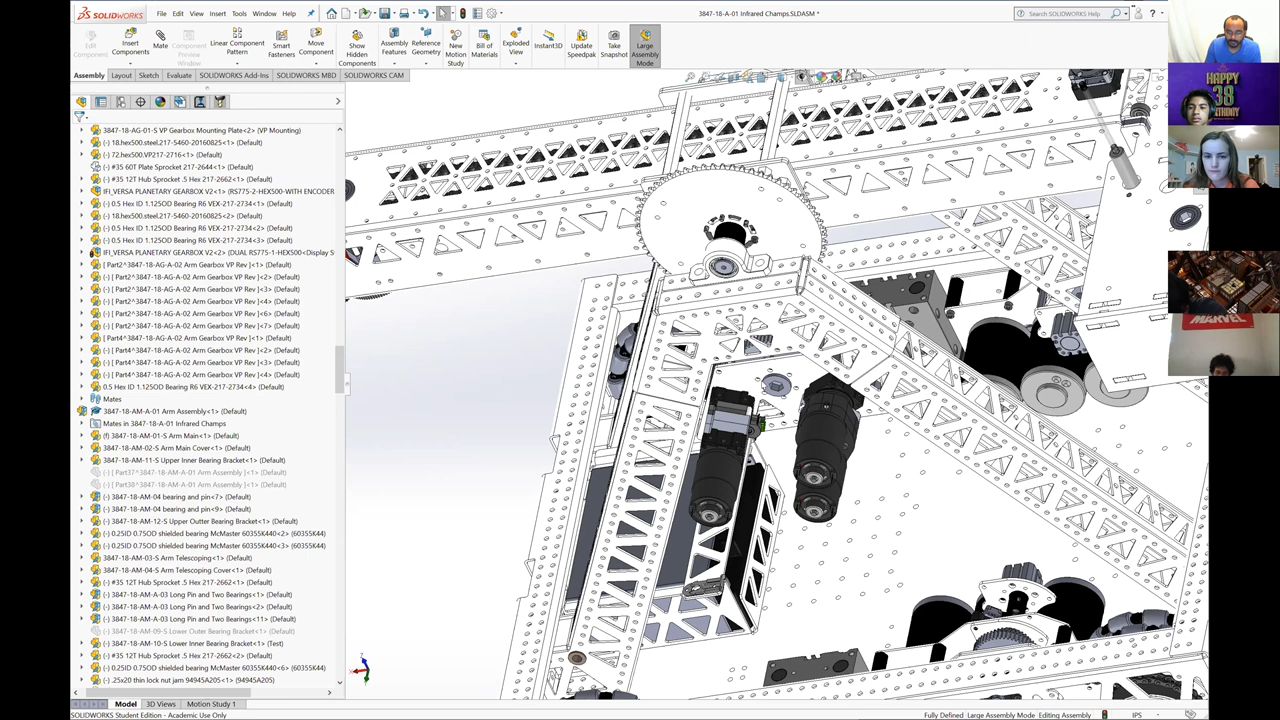 SOLIDWORKS
File Edit View Insert Tools Window Help
3847-18-A-01 Infrared Champs.SLDASM *
Search SOLIDWORKS Help
Edit Component
Insert Components
Mate
Component Preview Window
Linear Component Pattern
Smart Fasteners
Move Component
Show Hidden Components
Assembly Features
Reference Geometry
New Motion Study
Bill of Materials
Exploded View
Instant3D
Update Speedpak
Take Snapshot
Large Assembly Mode
Assembly Layout Sketch Evaluate SOLIDWORKS Add-Ins SOLIDWORKS MBD SOLIDWORKS CAM
3847-18-AG-01-S VP Gearbox Mounting Plate<2> (VP Mounting)
(-) 18.hex500.steel.217-5460-20160825<1> (Default)
(-) 72.hex500.VP217-2716<1> (Default)
(-) #35 60T Plate Sprocket 217-2644<1> (Default)
(-) #35 12T Hub Sprocket .5 Hex 217-2662<1> (Default)
IFI_VERSA PLANETARY GEARBOX V2<1> (RS775-2-HEX500-WITH ENCODER
(-) 0.5 Hex ID 1.125OD Bearing R6 VEX-217-2734<1> (Default)
(-) 18.hex500.steel.217-5460-20160825<2> (Default)
(-) 0.5 Hex ID 1.125OD Bearing R6 VEX-217-2734<2> (Default)
(-) 0.5 Hex ID 1.125OD Bearing R6 VEX-217-2734<3> (Default)
IFI_VERSA PLANETARY GEARBOX V2<2> (DUAL RS775-1-HEX500<Display S
[ Part2^3847-18-AG-A-02 Arm Gearbox VP Rev ]<1> (Default)
(-) [ Part2^3847-18-AG-A-02 Arm Gearbox VP Rev ]<2> (Default)
(-) [ Part2^3847-18-AG-A-02 Arm Gearbox VP Rev ]<3> (Default)
(-) [ Part2^3847-18-AG-A-02 Arm Gearbox VP Rev ]<4> (Default)
(-) [ Part2^3847-18-AG-A-02 Arm Gearbox VP Rev ]<6> (Default)
(-) [ Part2^3847-18-AG-A-02 Arm Gearbox VP Rev ]<7> (Default)
[ Part4^3847-18-AG-A-02 Arm Gearbox VP Rev ]<1> (Default)
(-) [ Part4^3847-18-AG-A-02 Arm Gearbox VP Rev ]<2> (Default)
(-) [ Part4^3847-18-AG-A-02 Arm Gearbox VP Rev ]<3> (Default)
(-) [ Part4^3847-18-AG-A-02 Arm Gearbox VP Rev ]<4> (Default)
0.5 Hex ID 1.125OD Bearing R6 VEX-217-2734<4> (Default)
Mates
3847-18-AM-A-01 Arm Assembly<1> (Default)
Mates in 3847-18-A-01 Infrared Champs
(f) 3847-18-AM-01-S Arm Main<1> (Default)
3847-18-AM-02-S Arm Main Cover<1> (Default)
3847-18-AM-11-S Upper Inner Bearing Bracket<1> (Default)
(-) [ Part37^3847-18-AM-A-01 Arm Assembly ]<1> (Default)
(-) [ Part38^3847-18-AM-A-01 Arm Assembly ]<1> (Default)
(-) 3847-18-AM-04 bearing and pin<7> (Default)
(-) 3847-18-AM-04 bearing and pin<9> (Default)
(-) 3847-18-AM-12-S Upper Outter Bearing Bracket<1> (Default)
(-) 0.25ID 0.75OD shielded bearing McMaster 60355K440<2> (60355K44)
(-) 0.25ID 0.75OD shielded bearing McMaster 60355K440<3> (60355K44)
3847-18-AM-03-S Arm Telescoping<1> (Default)
3847-18-AM-04-S Arm Telescoping Cover<1> (Default)
(-) #35 12T Hub Sprocket .5 Hex 217-2662<1> (Default)
(-) 3847-18-AM-A-03 Long Pin and Two Bearings<1> (Default)
(-) 3847-18-AM-A-03 Long Pin and Two Bearings<2> (Default)
(-) 3847-18-AM-A-03 Long Pin and Two Bearings<11> (Default)
(-) 3847-18-AM-09-S Lower Outer Bearing Bracket<1> (Default)
(-) 3847-18-AM-10-S Lower Inner Bearing Bracket<1> (Test)
(-) #35 12T Hub Sprocket .5 Hex 217-2662<2> (Default)
(-) 0.25ID 0.75OD shielded bearing McMaster 60355K440<6> (60355K44)
(-) .25x20 thin lock nut jam 94945A205<1> (94945A205)
Model 3D Views Motion Study 1
SOLIDWORKS Student Edition - Academic Use Only
Fully Defined Large Assembly Mode Editing Assembly IPS
HAPPY
38
MARVEL